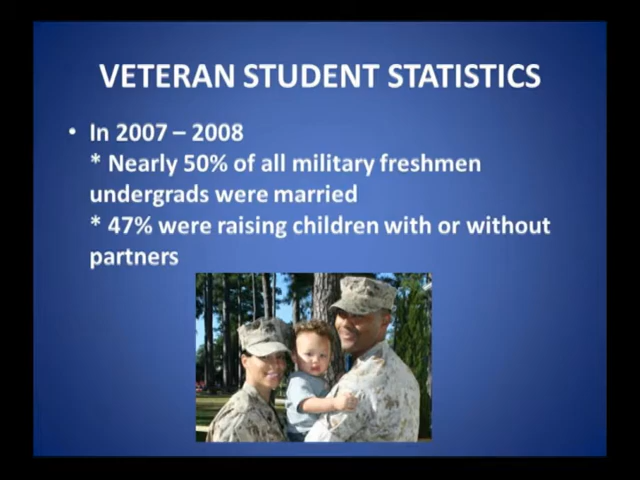 VETERAN STUDENT STATISTICS
• In 2007 – 2008
* Nearly 50% of all military freshmen
undergrads were married
* 47% were raising children with or without
partners